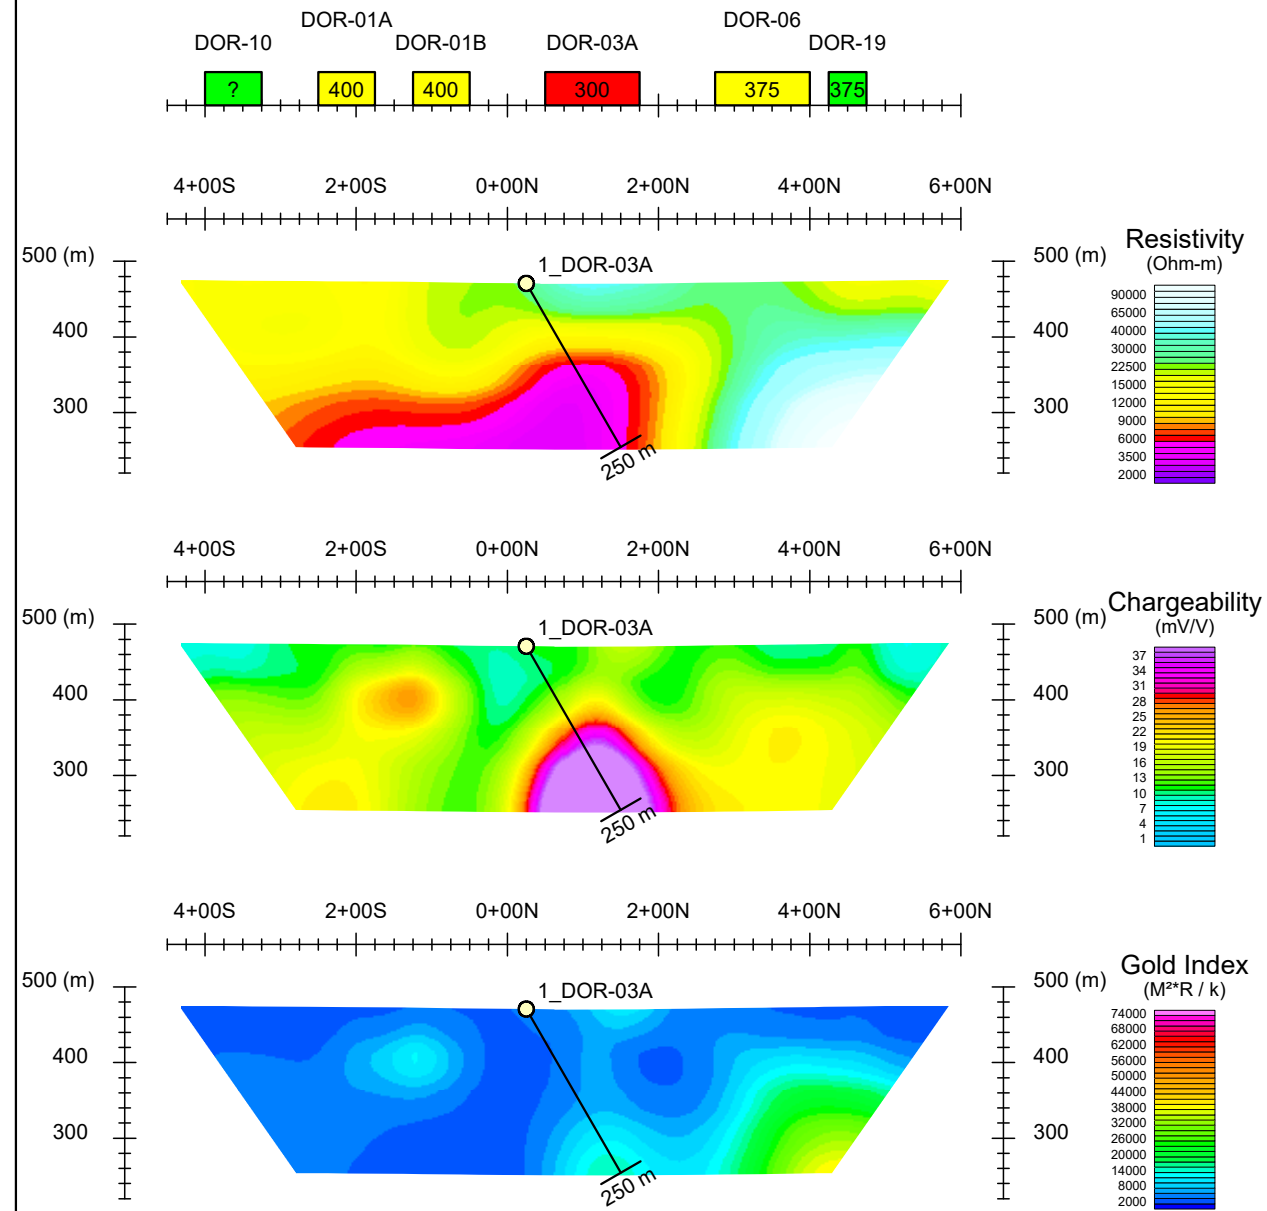 DOR-01A
DOR-06
DOR-10
DOR-01B
DOR-03A
DOR-19
?
400
400
300
375
375
4+00S 2+00S 0+00N 2+00N 4+00N 6+00N
500 (m)
400
300
1_DOR-03A
250 m
500 (m)
400
300
Resistivity
(Ohm-m)
90000
65000
40000
30000
22500
15000
12000
9000
6000
3500
2000
4+00S 2+00S 0+00N 2+00N 4+00N 6+00N
500 (m)
400
300
1_DOR-03A
250 m
500 (m)
400
300
Chargeability
(mV/V)
37
34
31
28
25
22
19
16
13
10
7
4
1
4+00S 2+00S 0+00N 2+00N 4+00N 6+00N
500 (m)
400
300
1_DOR-03A
250 m
500 (m)
400
300
Gold Index
(M²*R / k)
74000
68000
62000
56000
50000
44000
38000
32000
26000
20000
14000
8000
2000